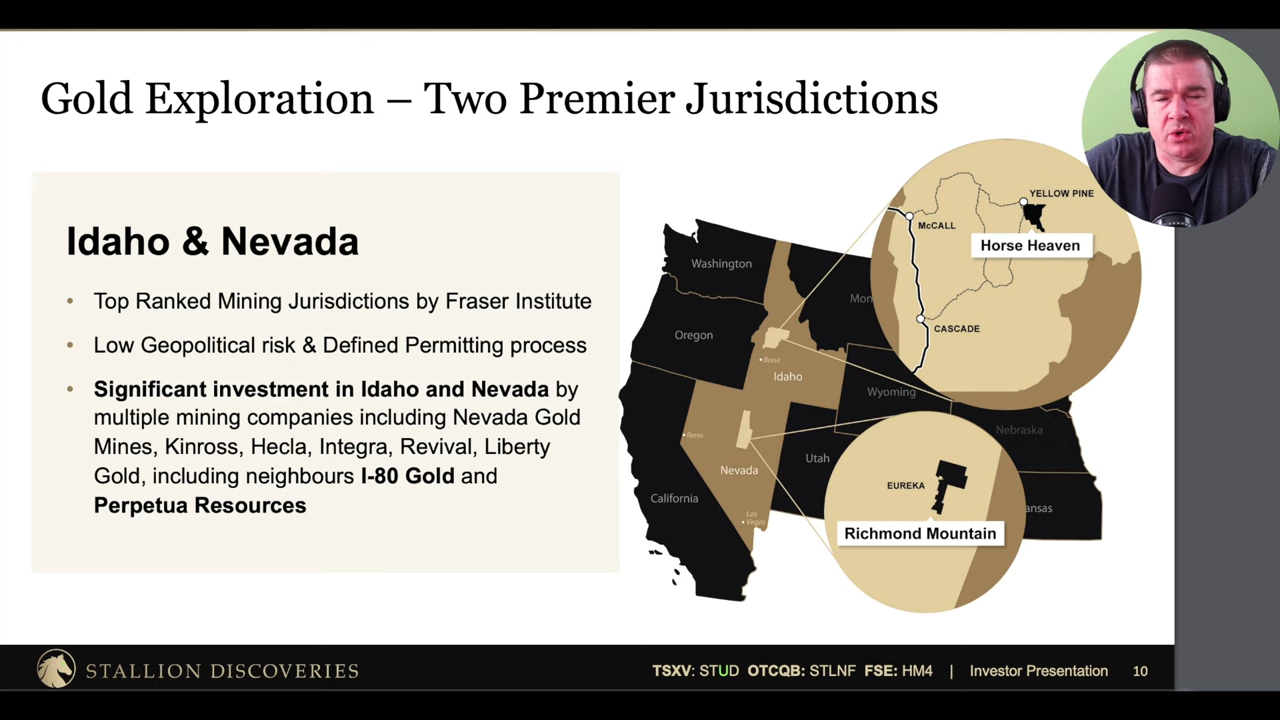 Gold Exploration – Two Premier Jurisdictions
Idaho & Nevada
• Top Ranked Mining Jurisdictions by Fraser Institute
• Low Geopolitical risk & Defined Permitting process
• Significant investment in Idaho and Nevada by
multiple mining companies including Nevada Gold
Mines, Kinross, Hecla, Integra, Revival, Liberty
Gold, including neighbours I-80 Gold and
Perpetua Resources
YELLOW PINE
McCALL
Horse Heaven
CASCADE
Washington
Mon
Oregon
Boise
Idaho
Wyoming
Nebraska
Reno
Nevada
Utah
California
Las
Vegas
ansas
EUREKA
Richmond Mountain
STALLION DISCOVERIES
TSXV: STUD OTCQB: STLNF FSE: HM4 | Investor Presentation 10